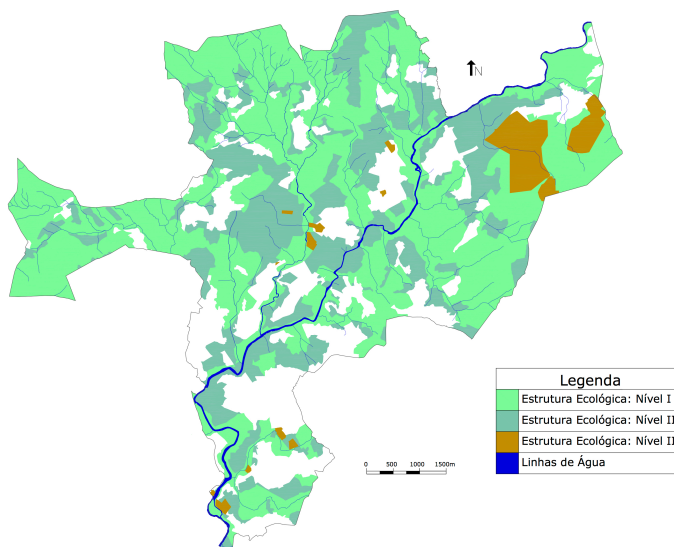 N
Legenda
Estrutura Ecológica: Nível I
Estrutura Ecológica: Nível II
Estrutura Ecológica: Nível II
Linhas de Água
0 500 1000 1500m